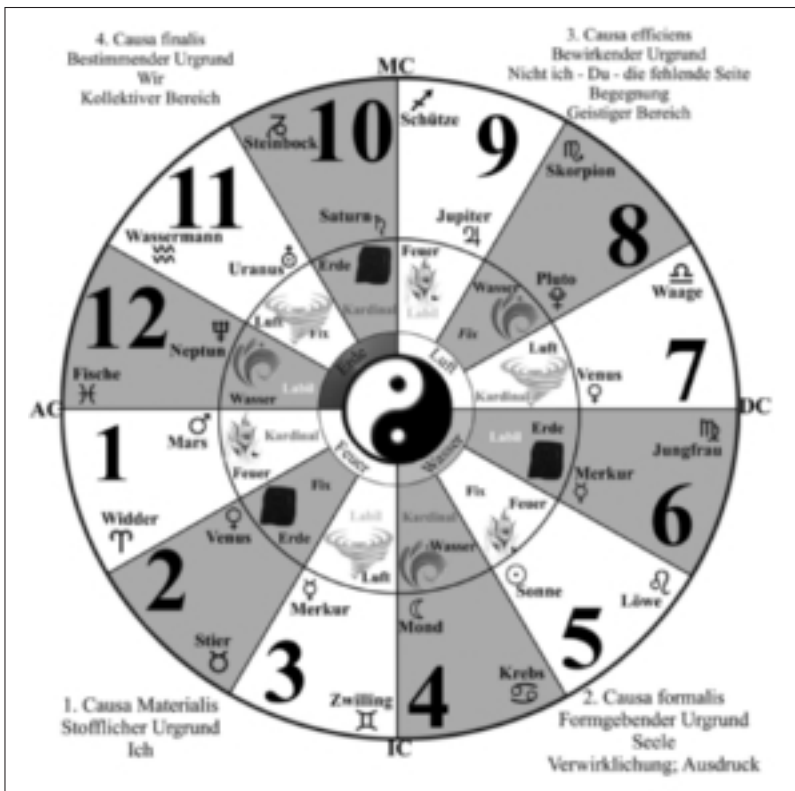 4. Causa finalis
Bestimmender Urgrund
Wir
Kollektiver Bereich
3. Causa efficiens
Bewirkender Urgrund
Nicht ich - Du - die fehlende Seite
Begegnung
Geistiger Bereich
MC
10
Steinbock
Saturn
Erde
Kardinal
9
Schütze
Jupiter
Feuer
Labil
11
Wassermann
Uranus
Luft
Fix
8
Skorpion
Pluto
Wasser
Fix
12
Neptun
Fische
Wasser
Labil
7
Waage
Venus
Luft
Kardinal
Erde
Luft
AC
DC
Feuer
Wasser
1
Mars
Widder
Kardinal
Feuer
6
Jungfrau
Merkur
Erde
Labil
2
Venus
Stier
Fix
Erde
5
Löwe
Sonne
Fix
Feuer
3
Merkur
Zwilling
Labil
Luft
4
Mond
Krebs
Kardinal
Wasser
IC
1. Causa Materialis
Stofflicher Urgrund
Ich
2. Causa formalis
Formgebender Urgrund
Seele
Verwirklichung; Ausdruck